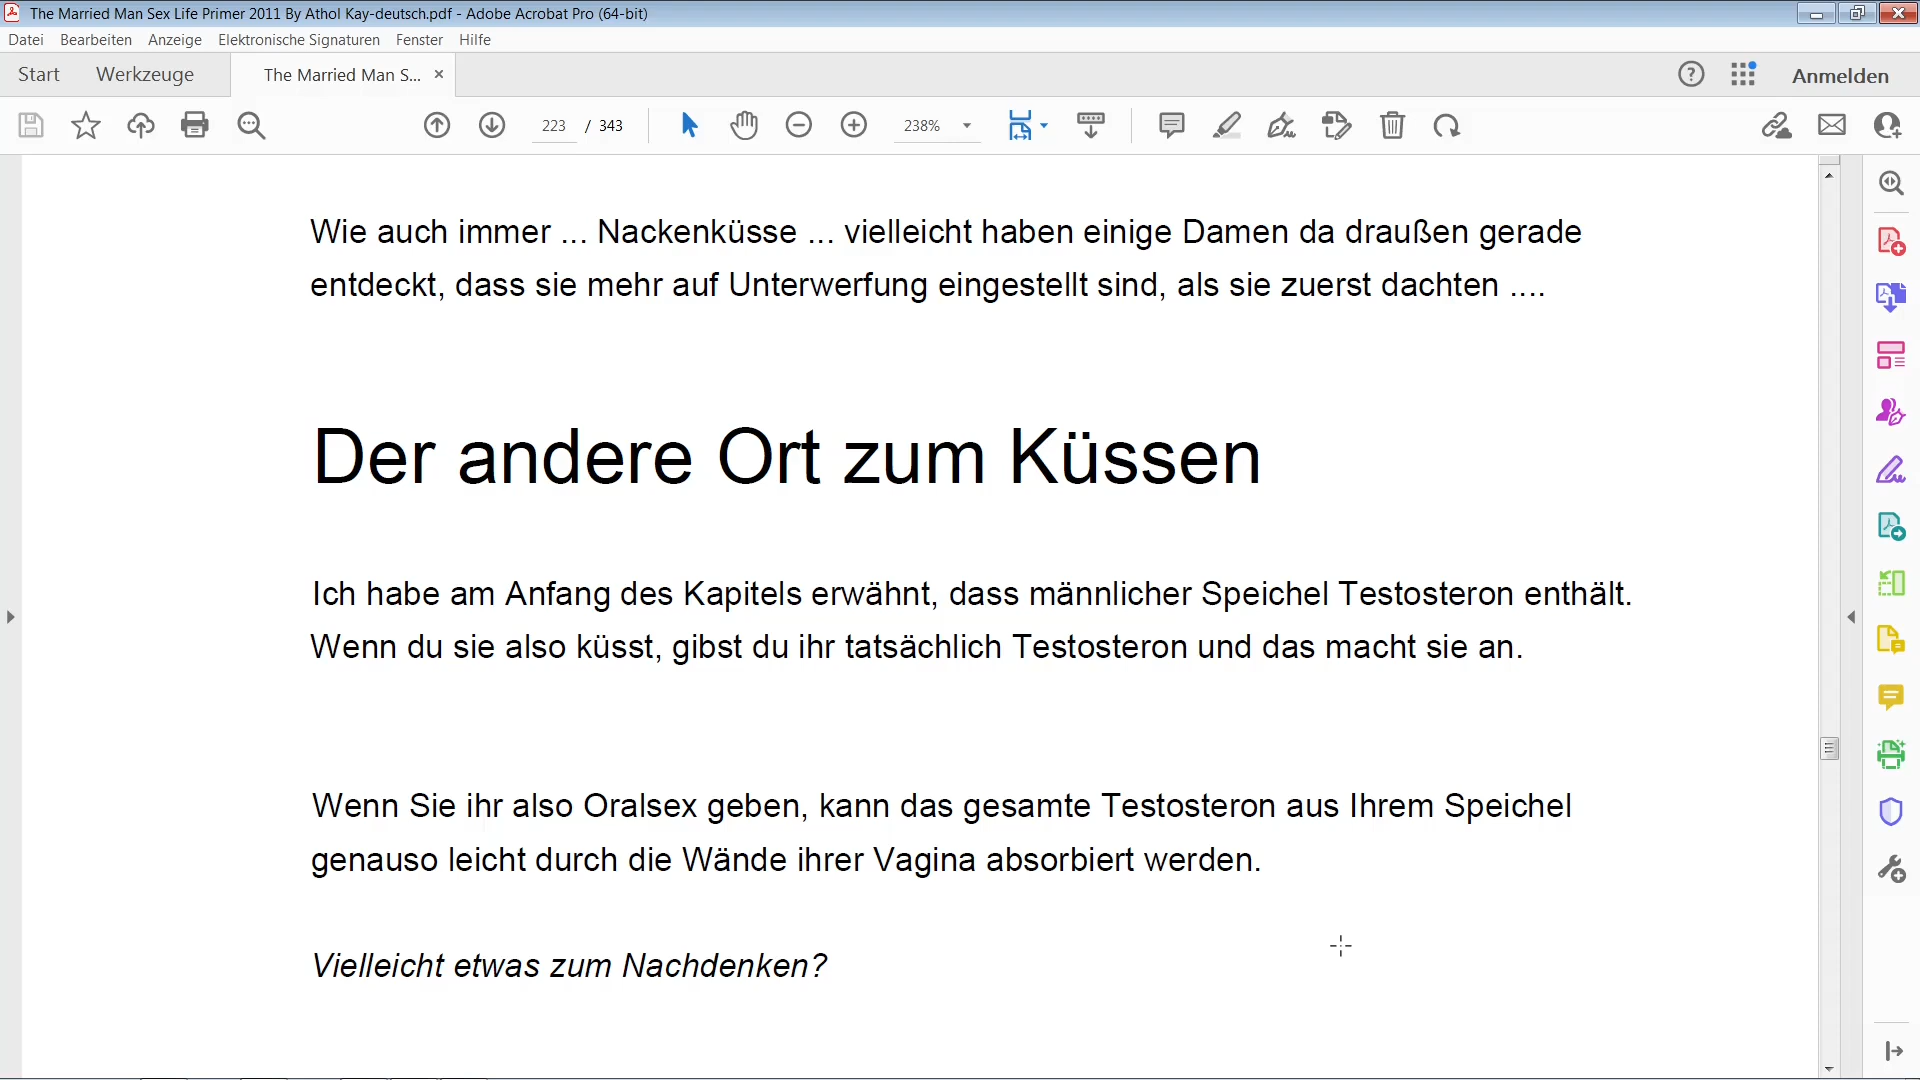 The Married Man Sex Life Primer 2011 By Athol Kay-deutsch.pdf - Adobe Acrobat Pro (64-bit)
Datei Bearbeiten Anzeige Elektronische Signaturen Fenster Hilfe
Start Werkzeuge The Married Man S... × Anmelden
223 / 343 238%
Wie auch immer ... Nackenküsse ... vielleicht haben einige Damen da draußen gerade
entdeckt, dass sie mehr auf Unterwerfung eingestellt sind, als sie zuerst dachten ....
Der andere Ort zum Küssen
Ich habe am Anfang des Kapitels erwähnt, dass männlicher Speichel Testosteron enthält.
Wenn du sie also küsst, gibst du ihr tatsächlich Testosteron und das macht sie an.
Wenn Sie ihr also Oralsex geben, kann das gesamte Testosteron aus Ihrem Speichel
genauso leicht durch die Wände ihrer Vagina absorbiert werden.
Vielleicht etwas zum Nachdenken?